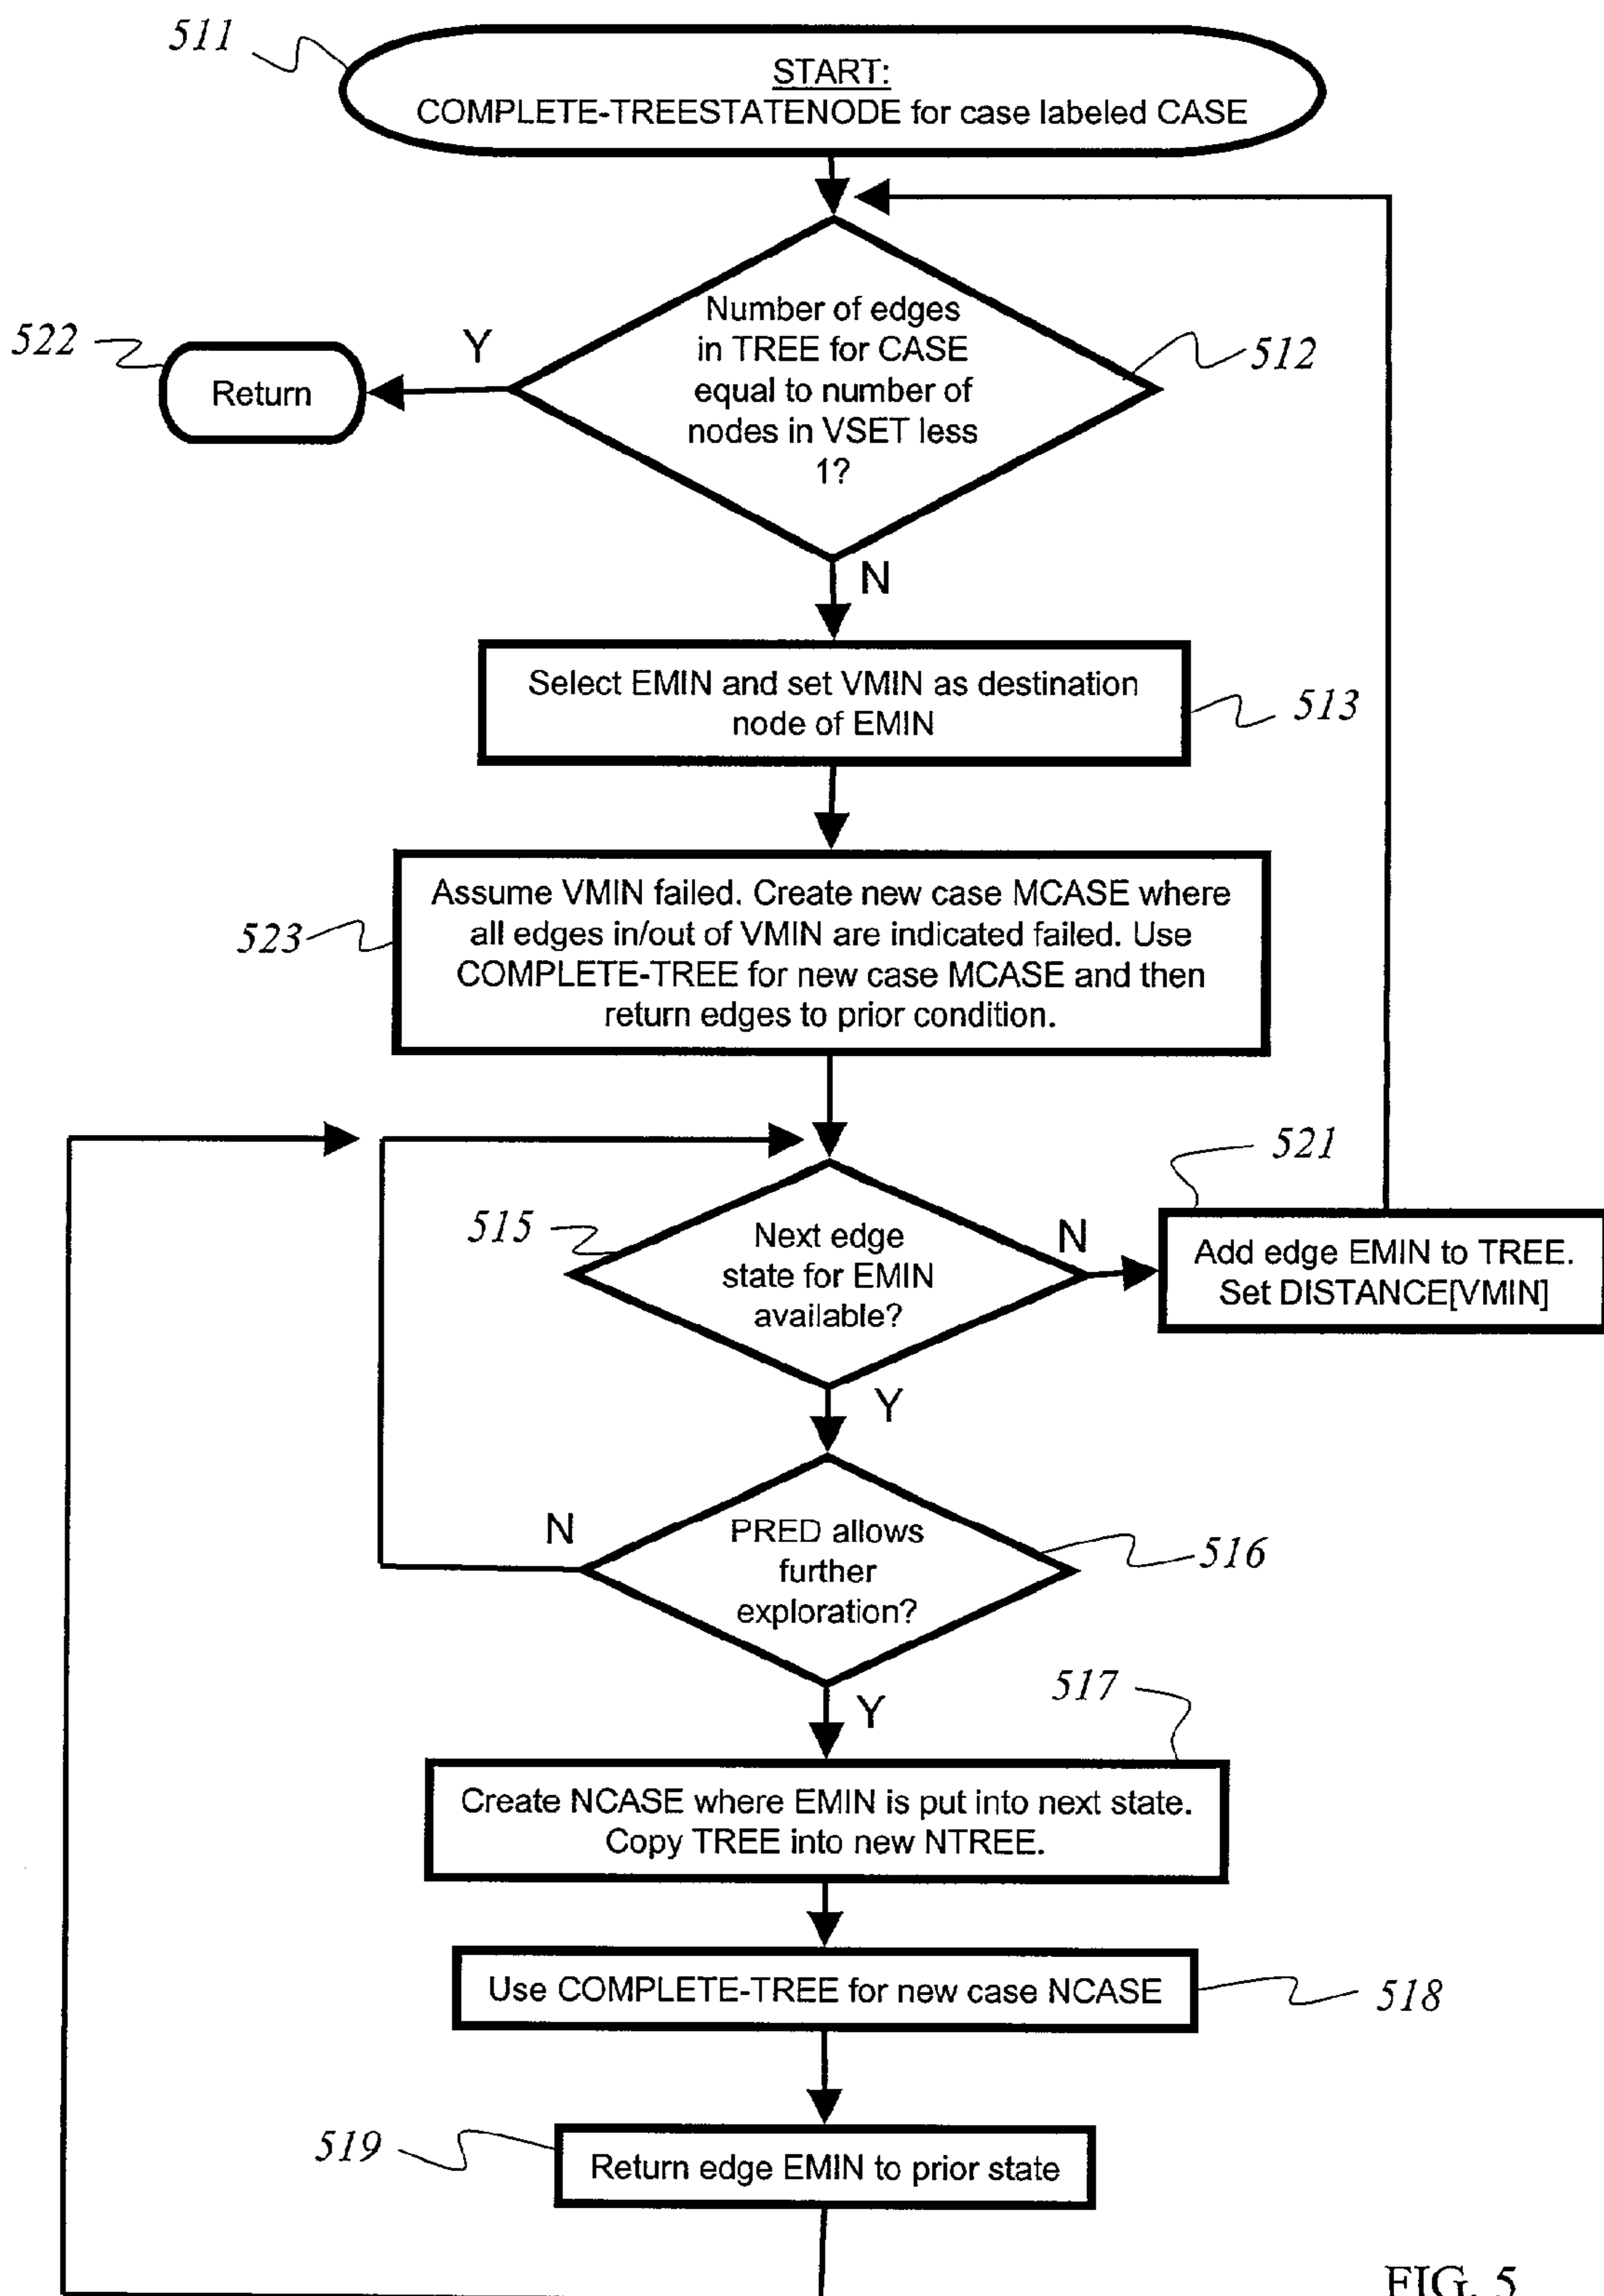 511
START:
COMPLETE-TREESTATENODE for case labeled CASE
522
Return
Y
Number of edges
in TREE for CASE
equal to number of
nodes in VSET less
1?
512
N
Select EMIN and set VMIN as destination
node of EMIN
513
523
Assume VMIN failed. Create new case MCASE where
all edges in/out of VMIN are indicated failed. Use
COMPLETE-TREE for new case MCASE and then
return edges to prior condition.
515
Next edge
state for EMIN
available?
N
521
Add edge EMIN to TREE.
Set DISTANCE[VMIN]
Y
N
PRED allows
further
exploration?
516
Y
517
Create NCASE where EMIN is put into next state.
Copy TREE into new NTREE.
Use COMPLETE-TREE for new case NCASE
518
519
Return edge EMIN to prior state
FIG. 5